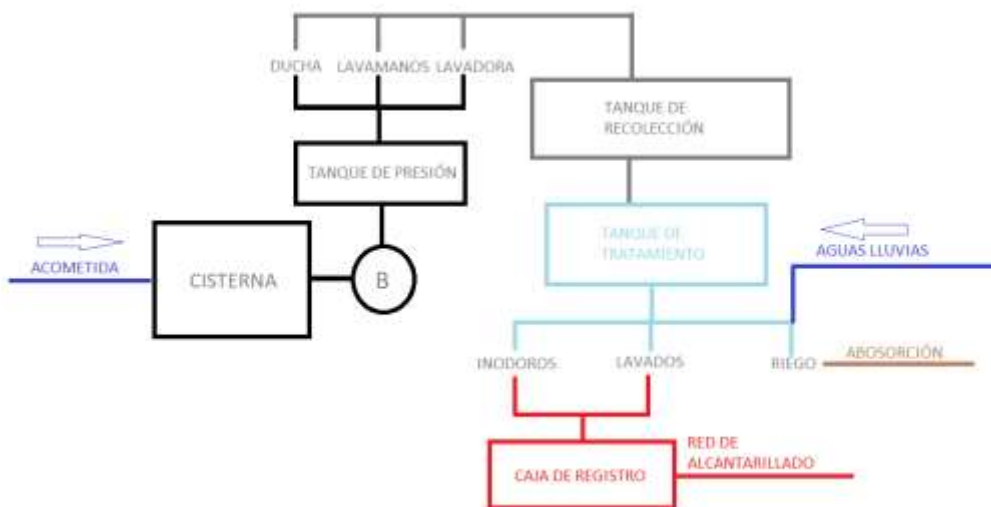 DUCHA LAVAMANOS LAVADORA
TANQUE DE
RECOLECCIÓN
TANQUE DE PRESIÓN
TANQUE DE
TRATAMIENTO
ACOMETIDA
CISTERNA
B
AGUAS LLUVIAS
INODOROS
LAVADOS
RIEGO
ABOSORCIÓN
CAJA DE REGISTRO
RED DE
ALCANTARILLADO